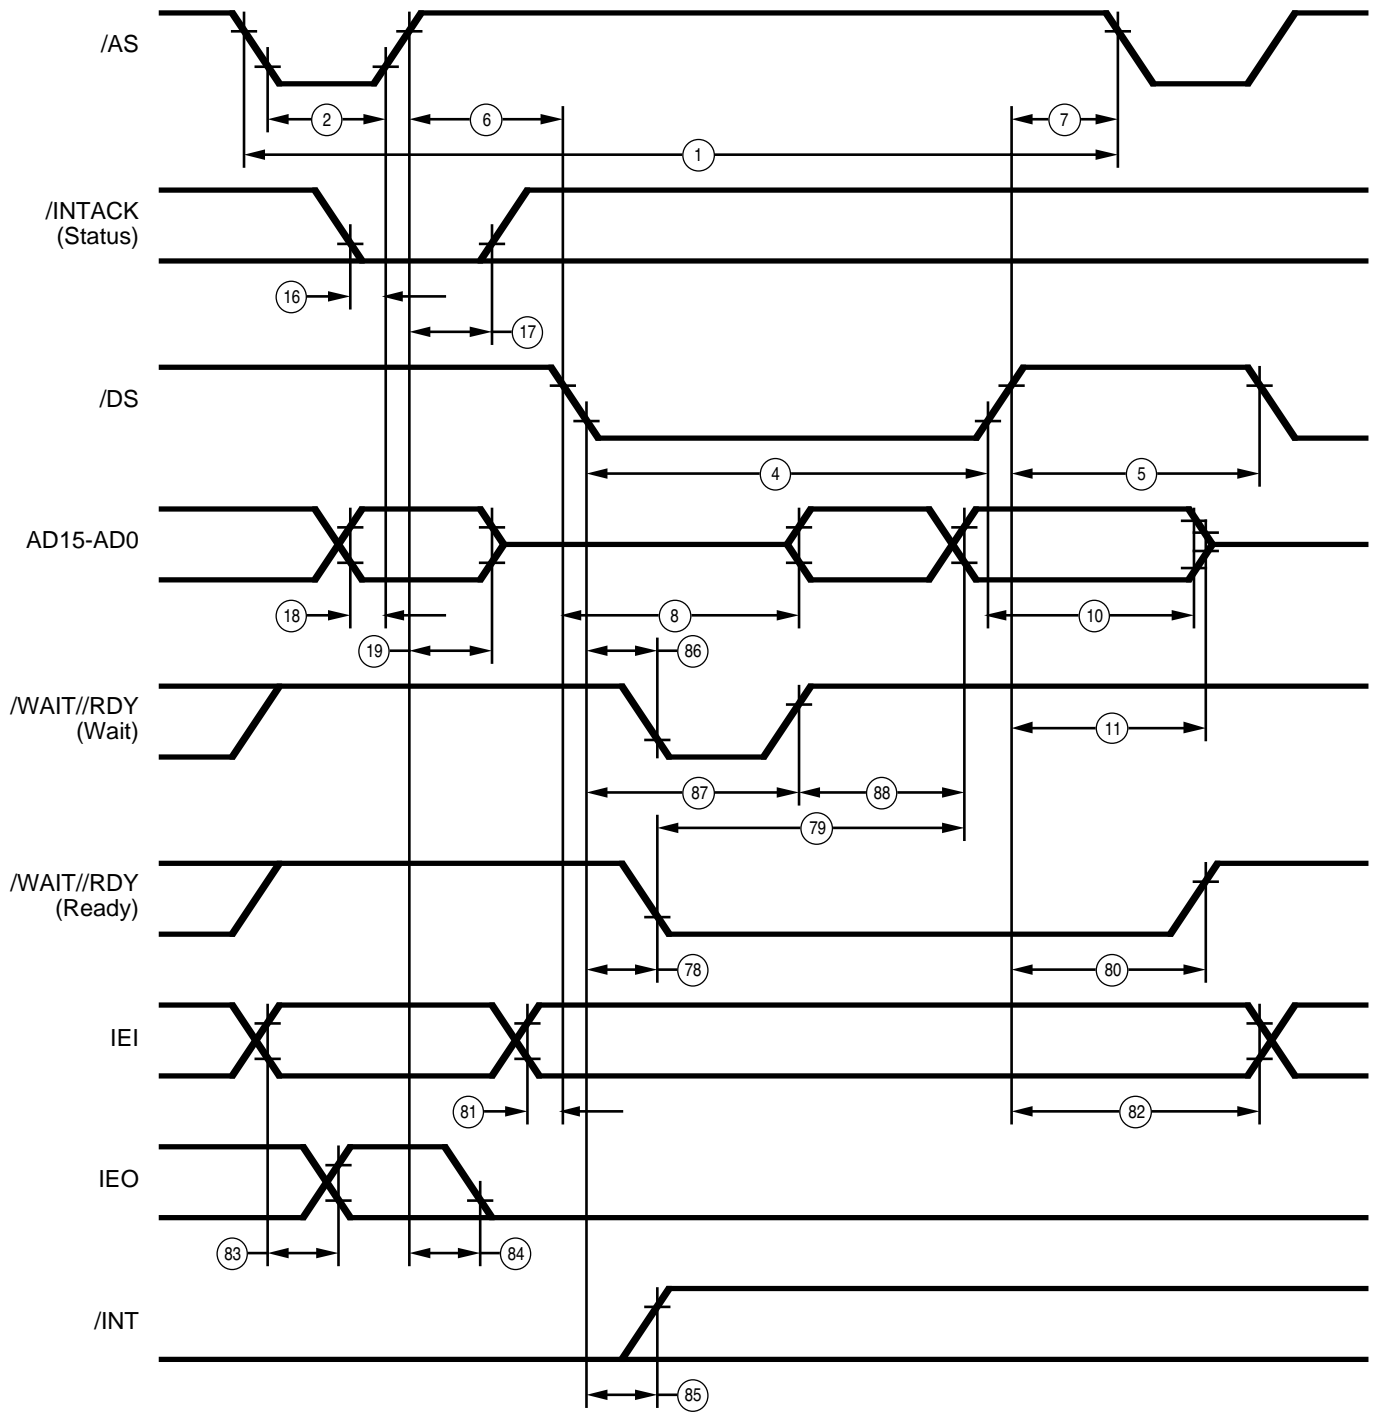 /AS
2
6
7
1
/INTACK
(Status)
16
17
/DS
4
5
AD15-AD0
18
8
10
19
86
/WAIT//RDY
(Wait)
11
87
88
79
/WAIT//RDY
(Ready)
78
80
IEI
81
82
IEO
83
84
/INT
85